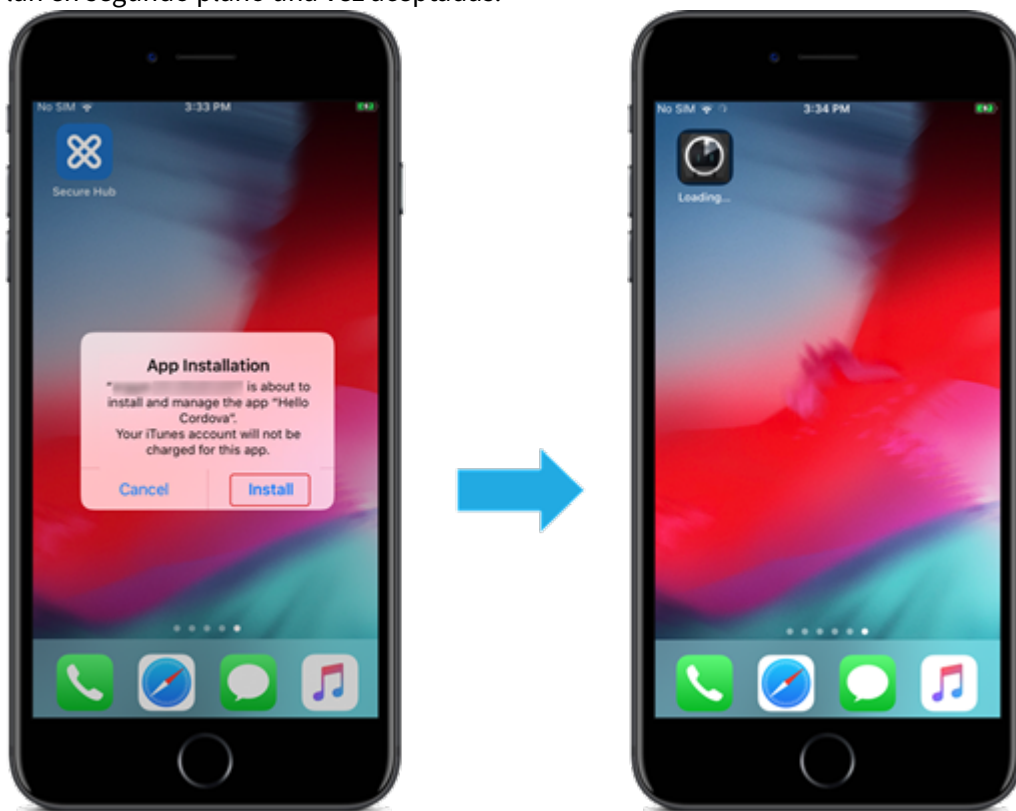 en segundo plano una vez aceptadas.
No SIM
3:33 PM
Secure Hub
App Installation
" is about to
install and manage the app "Hello
Cordova".
Your iTunes account will not be
charged for this app.
Cancel
Install
No SIM
3:34 PM
Loading...